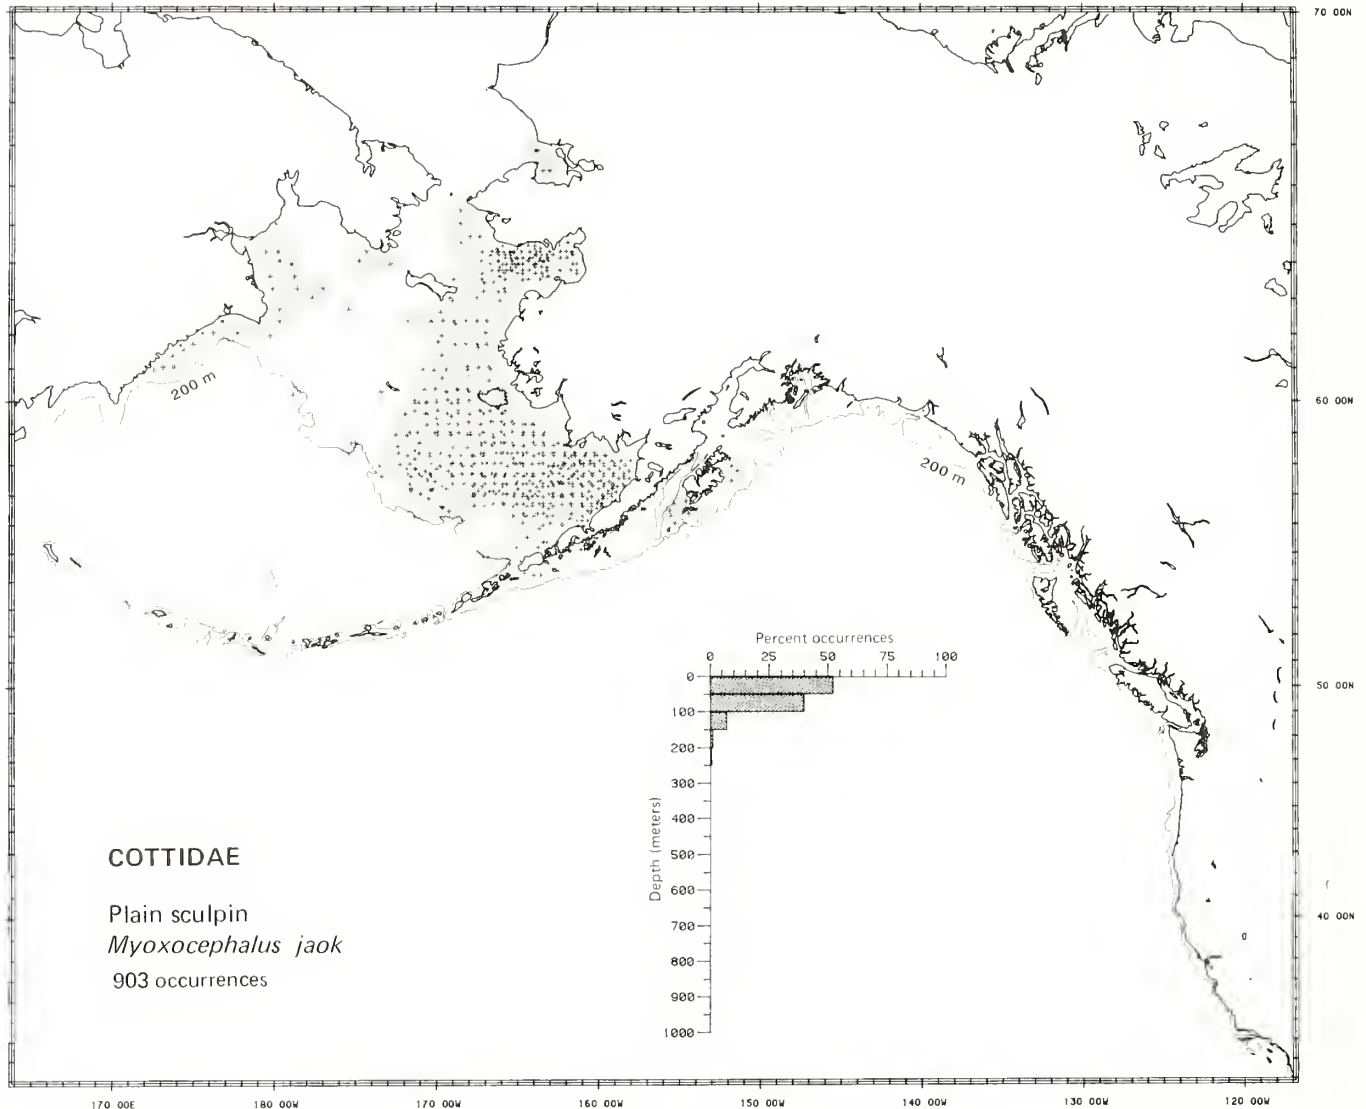 70 00N
200 m
60 00N
200 m
Percent occurrences
0 25 50 75 100
0
50 00N
100
200
300
400
500
600
700
800
900
1000
Depth (meters)
COTTIDAE
40 00N
Plain sculpin
Myoxocephalus jaok
903 occurrences
170 00E 180 00W 170 00W 160 00W 150 00W 140 00W 130 00W 120 00W